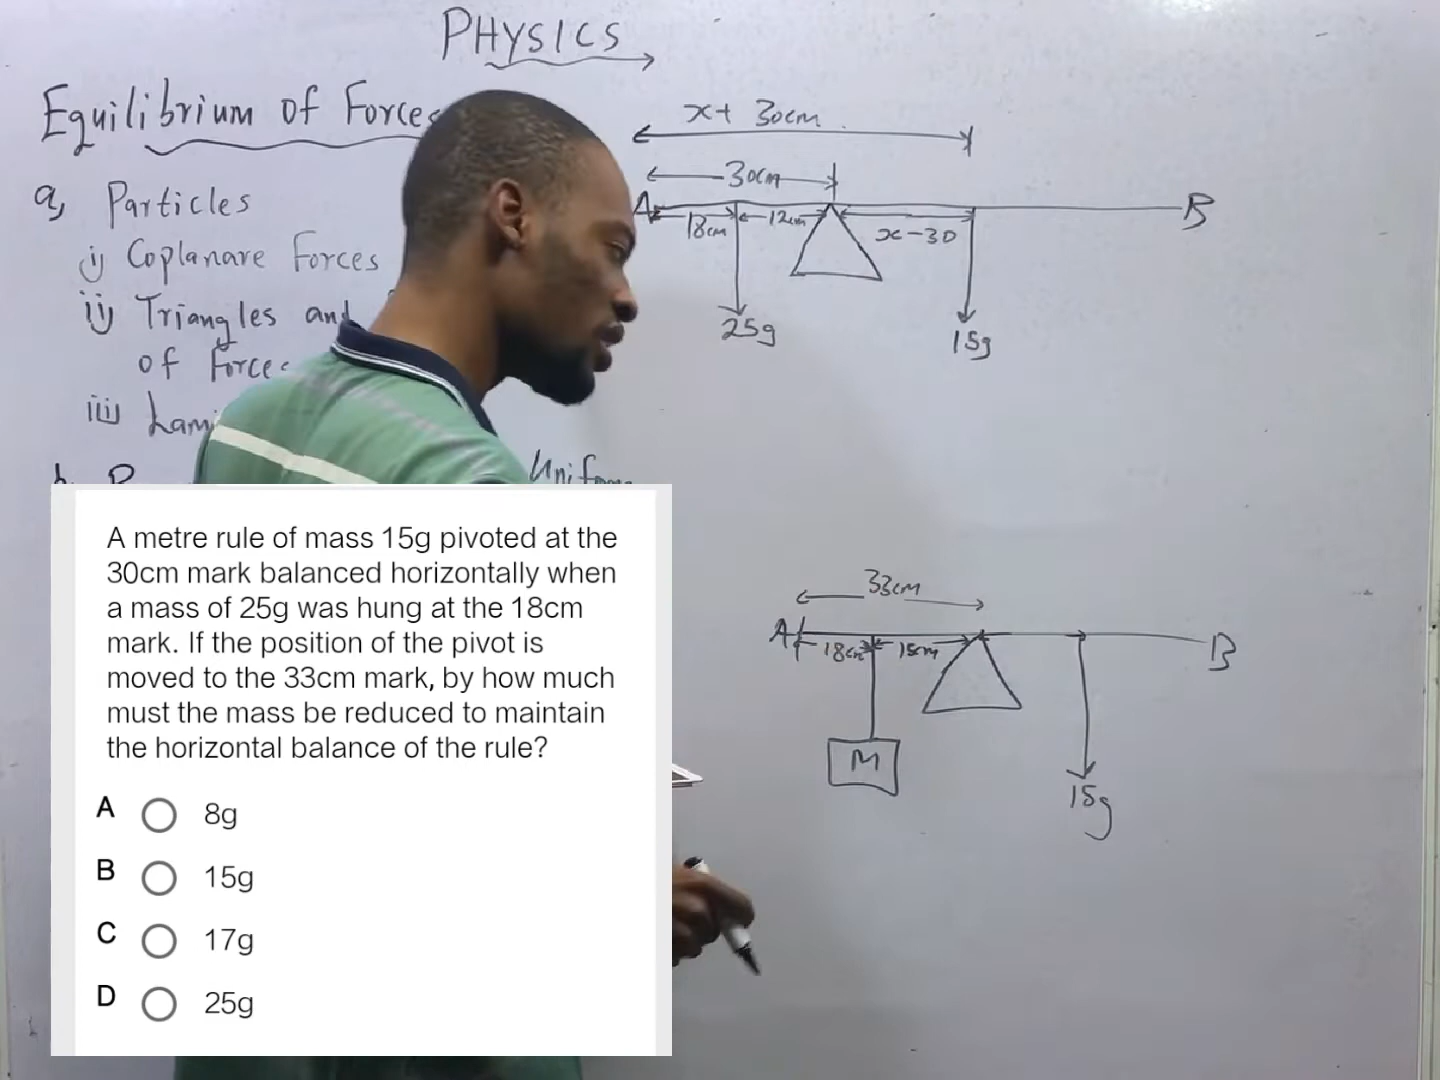 PHYSICS
Equilibrium of Forces
a, Particles
i) Coplanare Forces
ii) Triangles and
of Force
iii)
Unifor
x+ 30cm
30cm
A
18cm
12cm
x-30
B
25g
15g
33cm
A
18cm
15cm
B
M
15g
A metre rule of mass 15g pivoted at the
30cm mark balanced horizontally when
a mass of 25g was hung at the 18cm
mark. If the position of the pivot is
moved to the 33cm mark, by how much
must the mass be reduced to maintain
the horizontal balance of the rule?
A 8g
B 15g
C 17g
D 25g